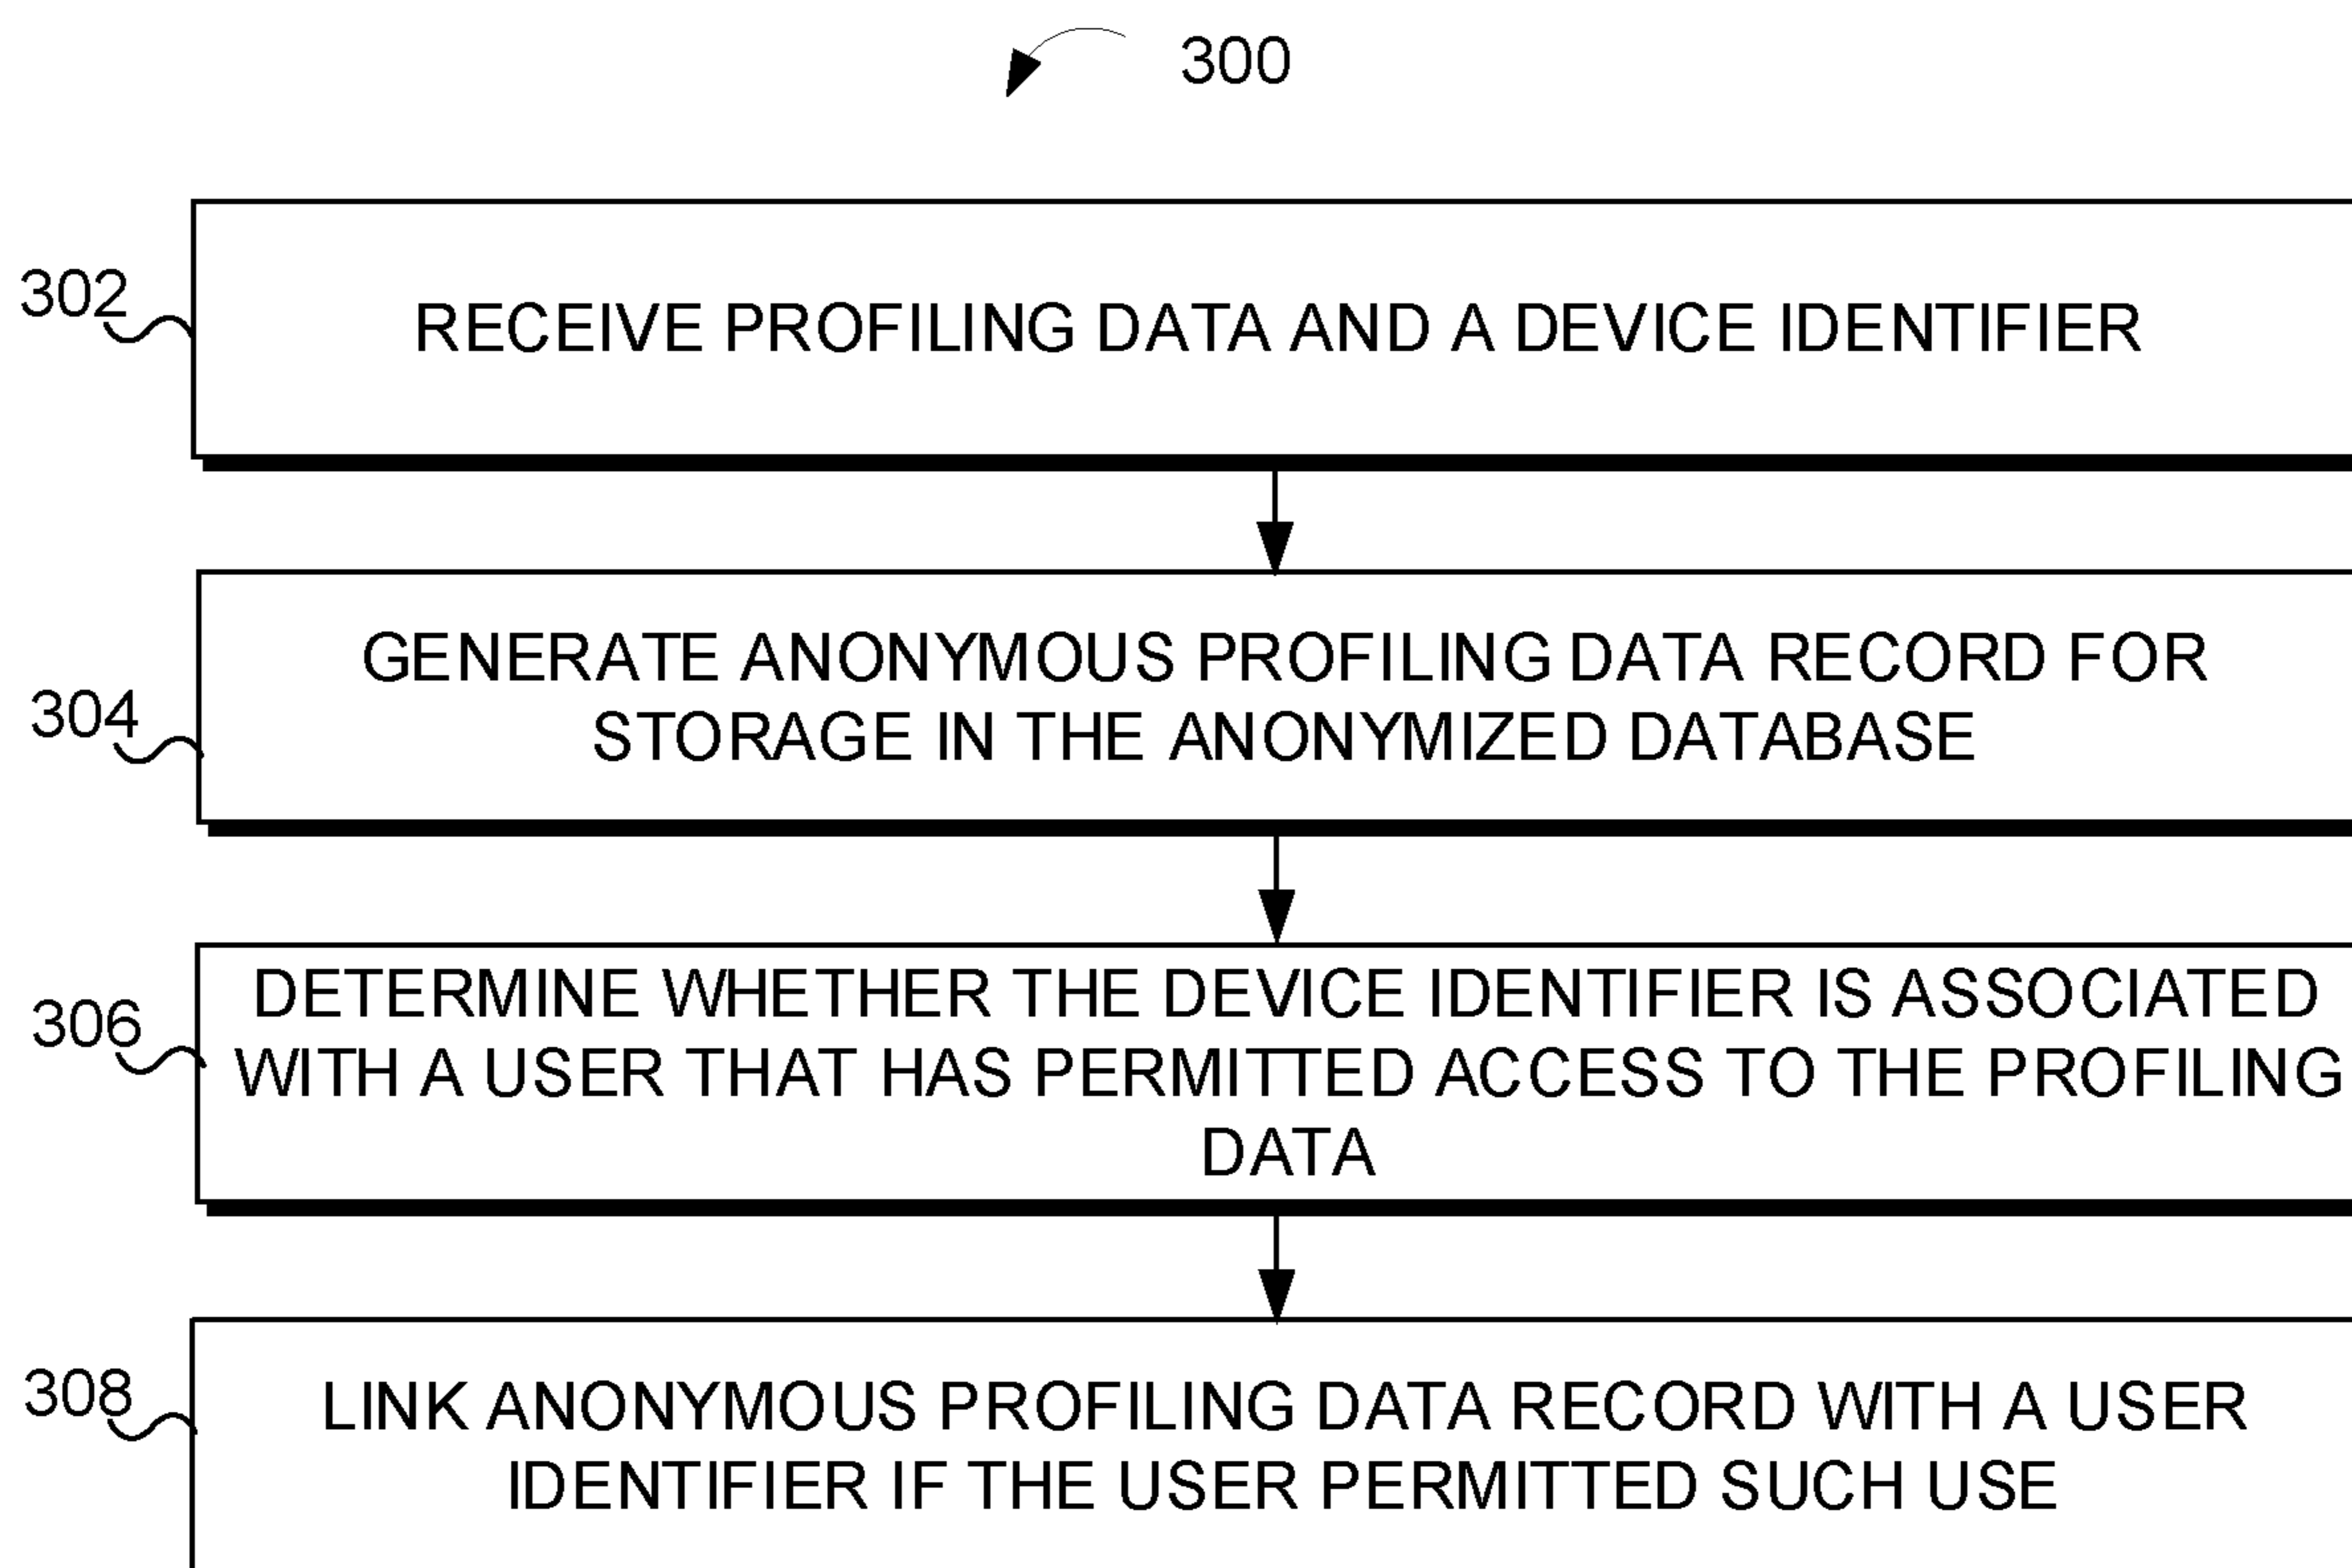 300
302
RECEIVE PROFILING DATA AND A DEVICE IDENTIFIER
304
GENERATE ANONYMOUS PROFILING DATA RECORD FOR
STORAGE IN THE ANONYMIZED DATABASE
306
DETERMINE WHETHER THE DEVICE IDENTIFIER IS ASSOCIATED
WITH A USER THAT HAS PERMITTED ACCESS TO THE PROFILING
DATA
308
LINK ANONYMOUS PROFILING DATA RECORD WITH A USER
IDENTIFIER IF THE USER PERMITTED SUCH USE